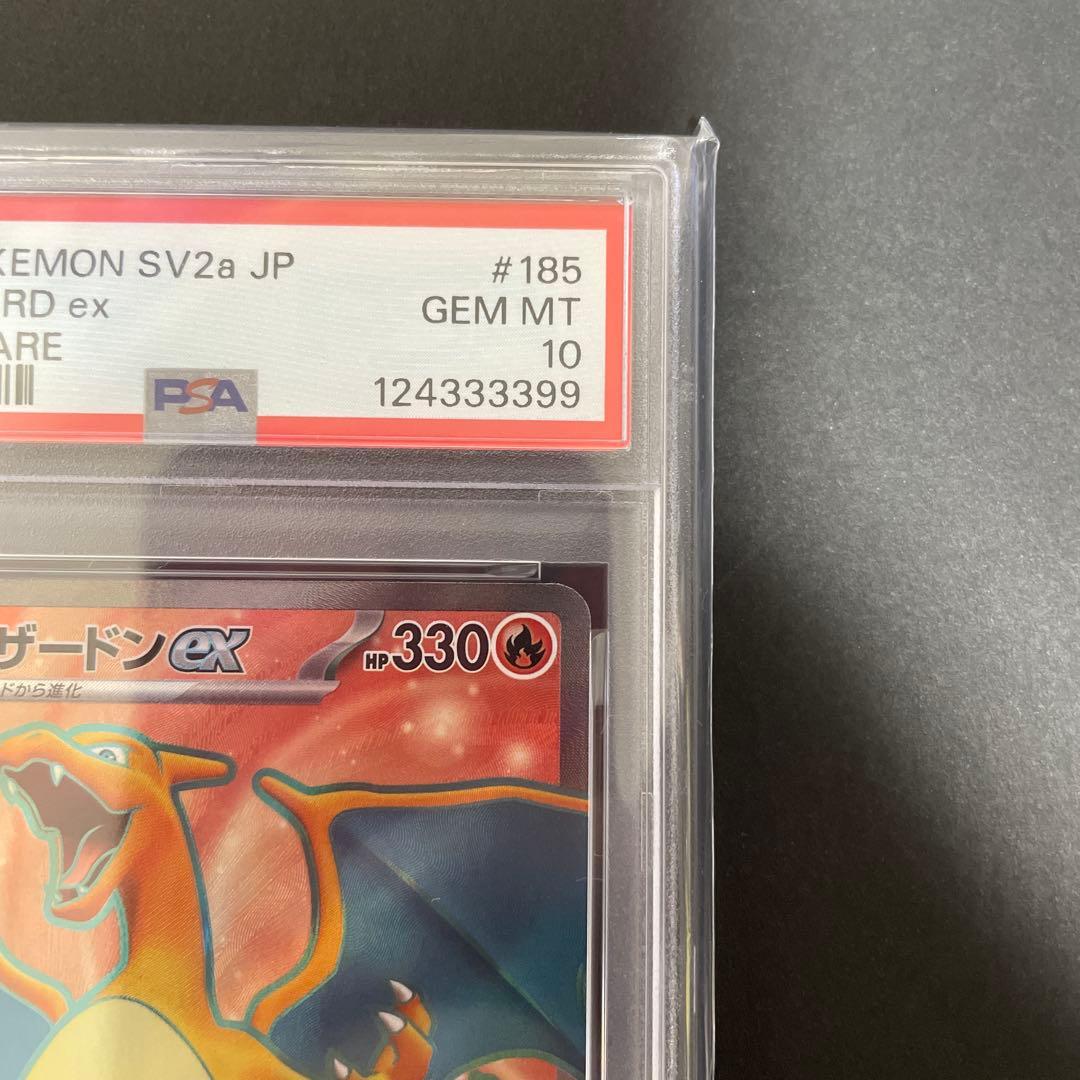 KEMON SV2a JP #185
RD ex GEM MT
ARE 10
PSA 124333399
ザードンex HP330
ドから進化